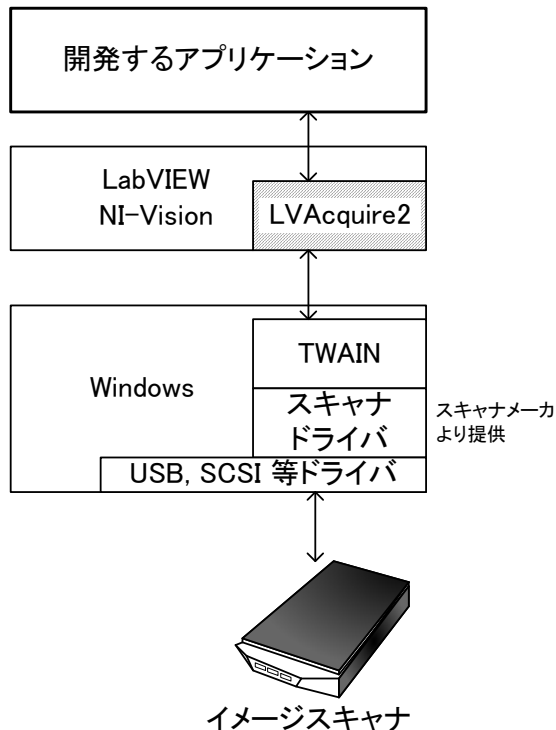 開発するアプリケーション
LabVIEW
NI-Vision
LVAcquire2
TWAIN
Windows
スキャナ
ドライバ
スキャナメーカ
より提供
USB, SCSI 等ドライバ
イメージスキャナ